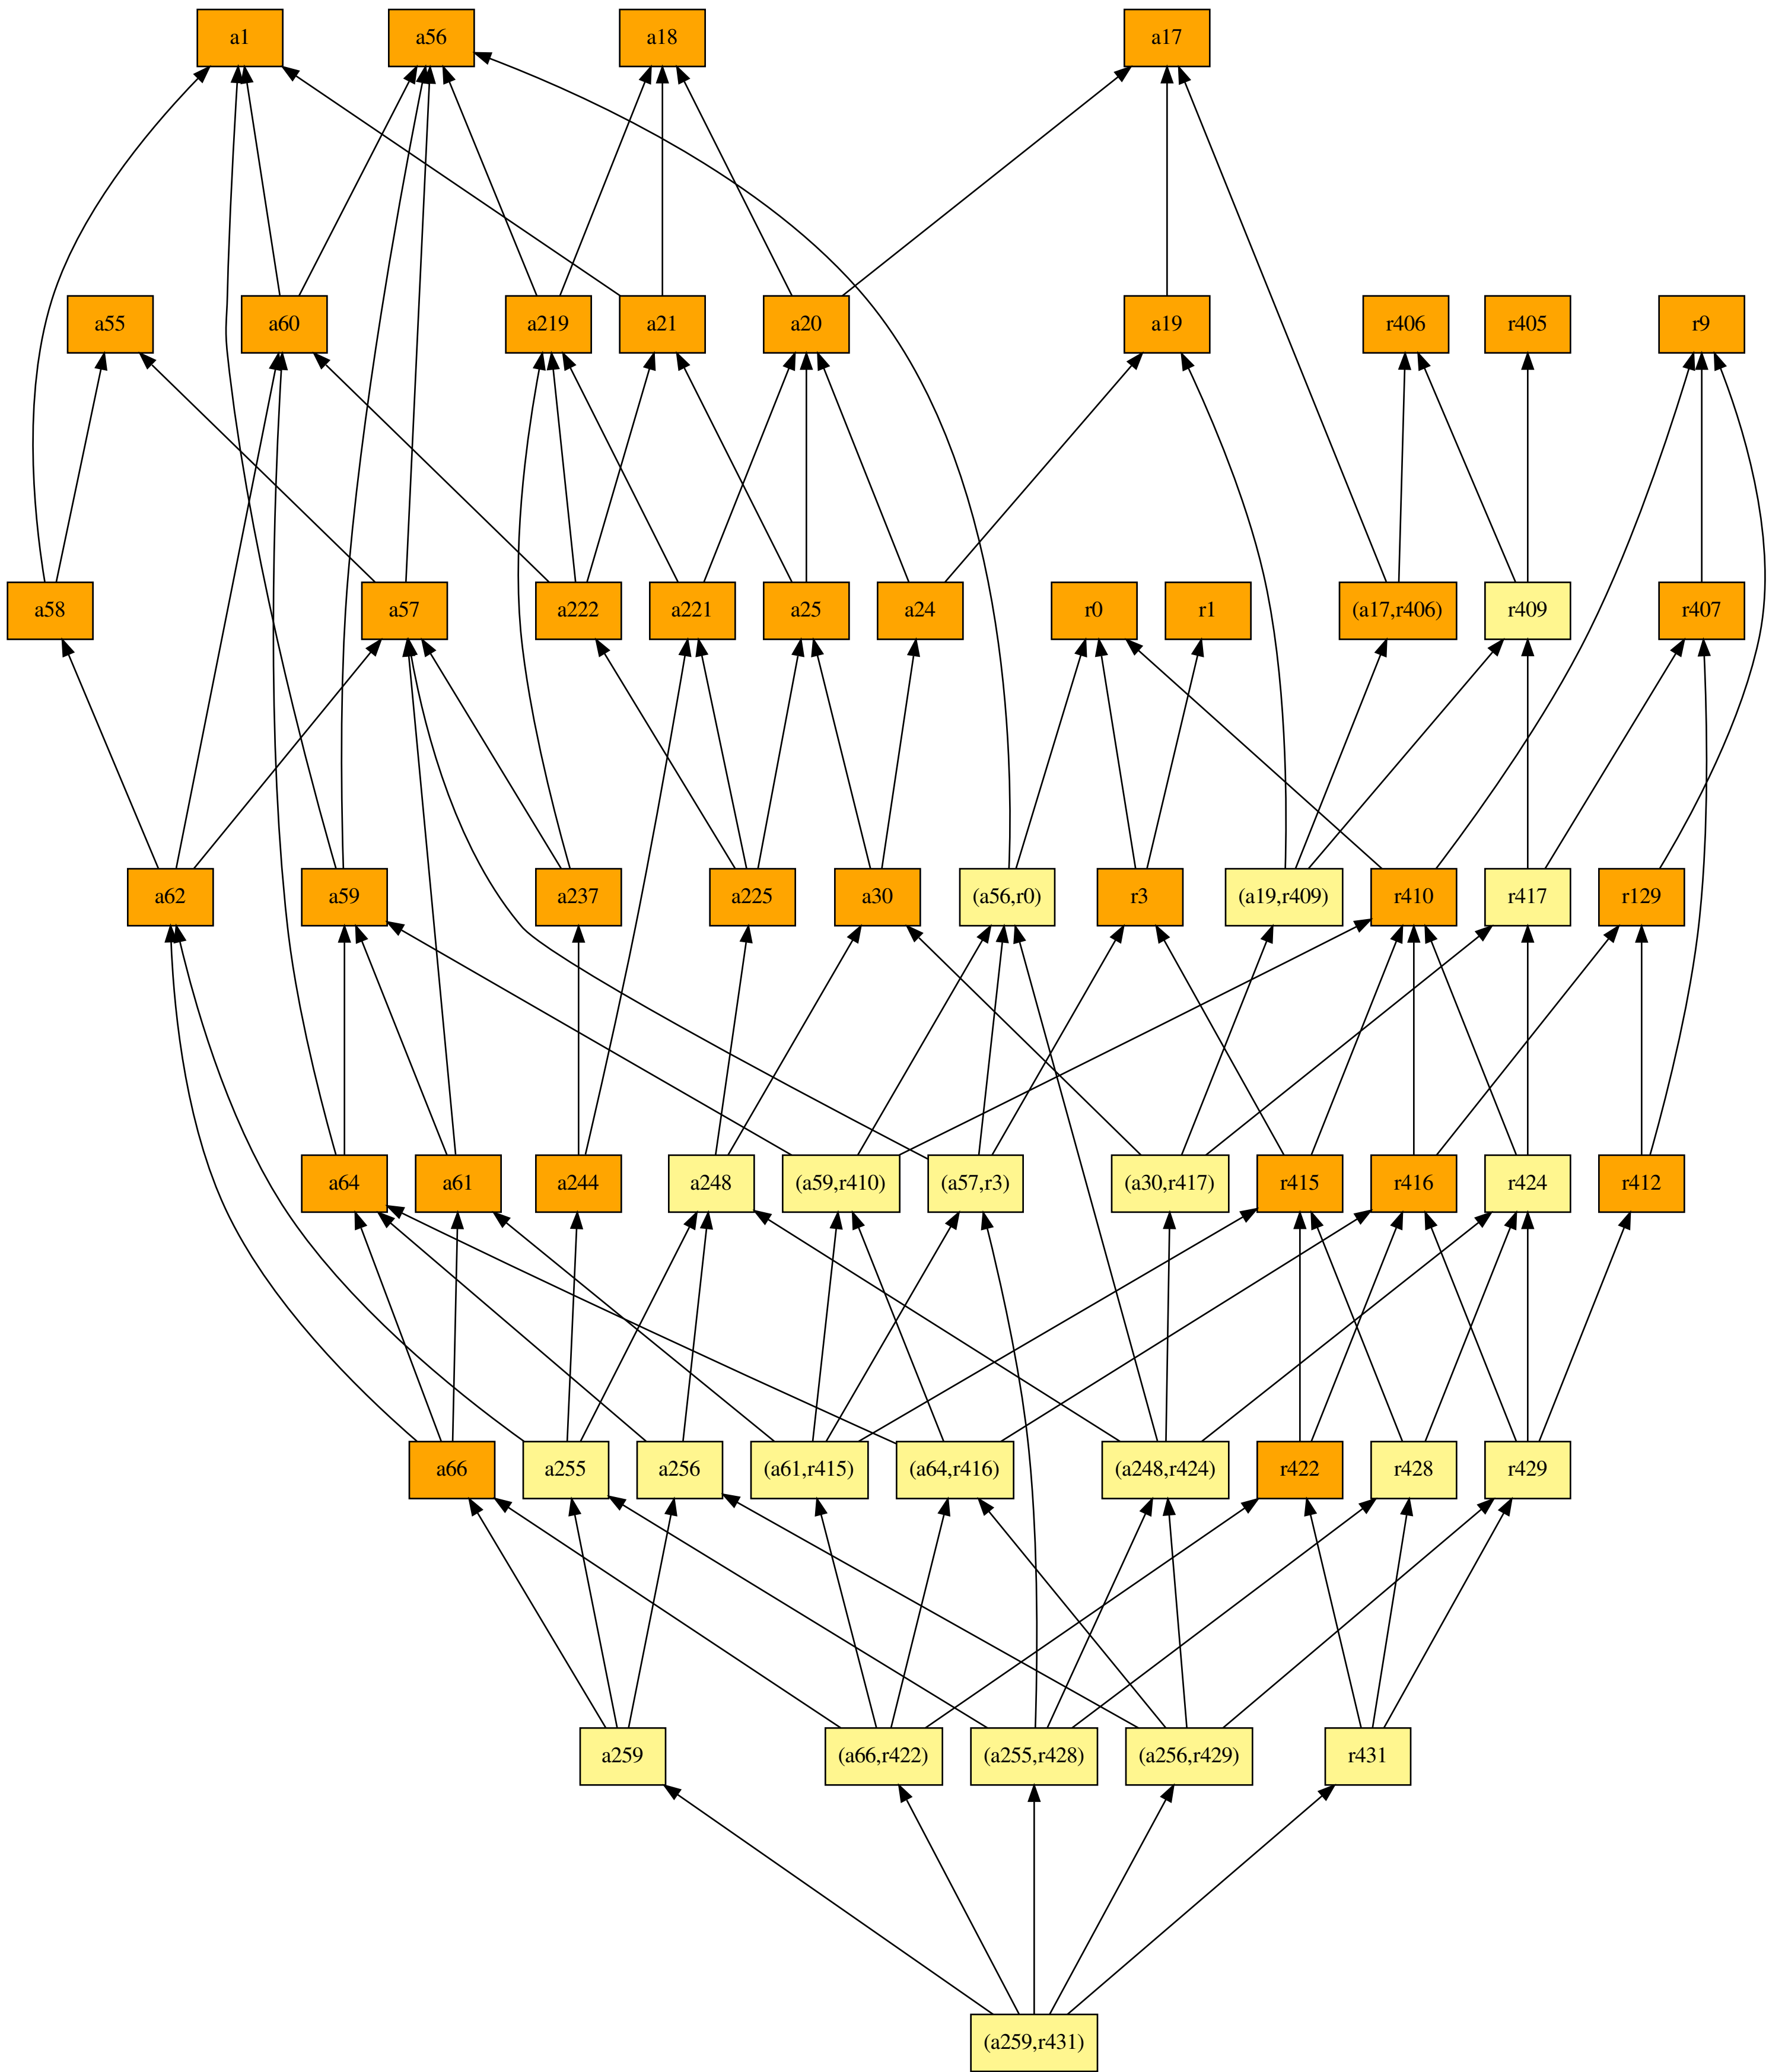 a1 a56 a18 a17
a55 a60 a219 a21 a20 a19 r406 r405 r9
a58 a57 a222 a221 a25 a24 r0 r1 (a17,r406) r409 r407
a62 a59 a237 a225 a30 (a56,r0) r3 (a19,r409) r410 r417 r129
a64 a61 a244 a248 (a59,r410) (a57,r3) (a30,r417) r415 r416 r424 r412
a66 a255 a256 (a61,r415) (a64,r416) (a248,r424) r422 r428 r429
a259 (a66,r422) (a255,r428) (a256,r429) r431
(a259,r431)